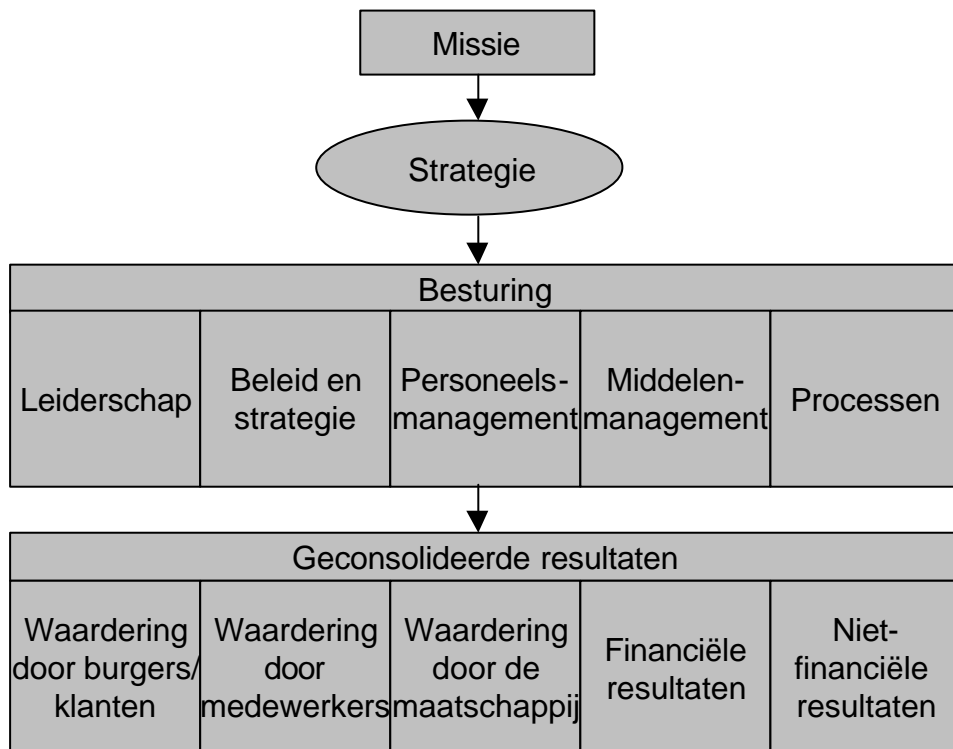 Missie
Strategie
Besturing
Leiderschap
Beleid en
strategie
Personeels-
management
Middelen-
management
Processen
Geconsolideerde resultaten
Waardering
door burgers/
klanten
Waardering
door
medewerkers
Waardering
door de
maatschappij
Financiële
resultaten
Niet-
financiële
resultaten